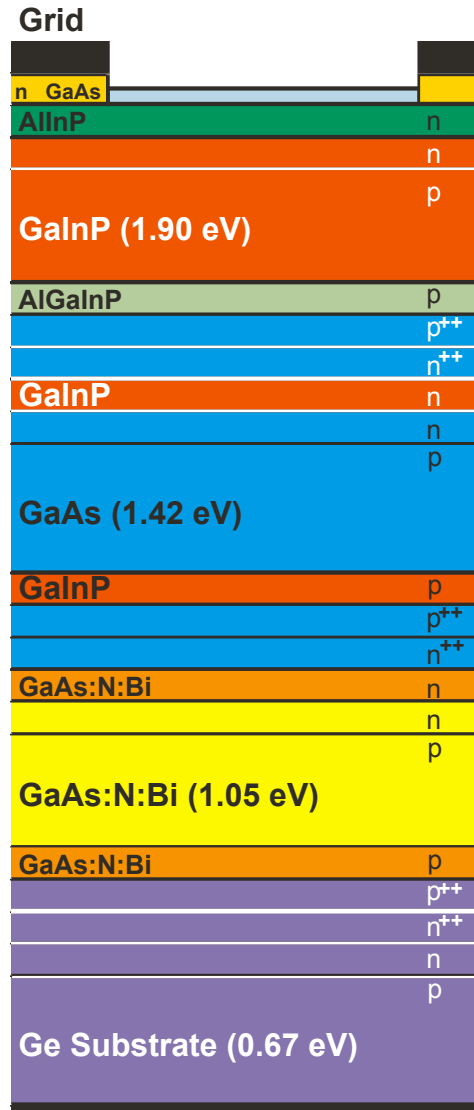 Grid
n GaAs
AlInP n
n
p
GaInP (1.90 eV)
AlGaInP p
p++
n++
GaInP n
n
p
GaAs (1.42 eV)
GaInP p
p++
n++
GaAs:N:Bi n
n
p
GaAs:N:Bi (1.05 eV)
GaAs:N:Bi p
p++
n++
n
p
Ge Substrate (0.67 eV)